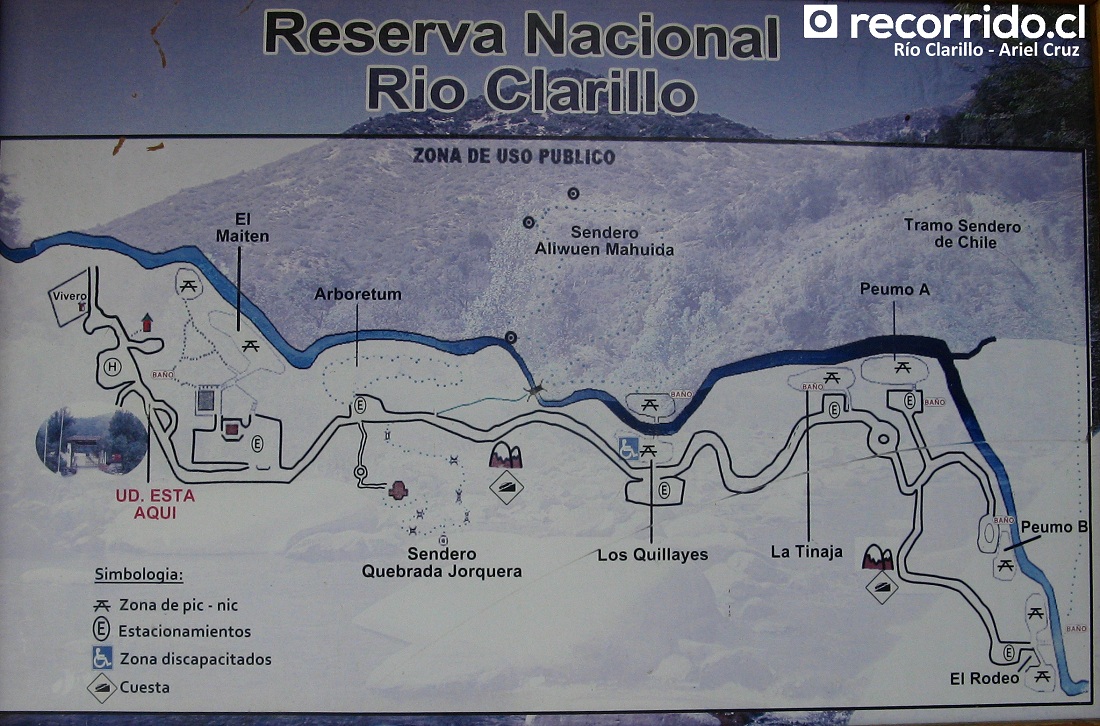 recorrido.cl
Río Clarillo - Ariel Cruz
Reserva Nacional
Rio Clarillo
ZONA DE USO PUBLICO
El
Maiten
Sendero
Aliwuen Mahuida
Tramo Sendero
de Chile
Arboretum
Peumo A
Vivero
H
BAÑO
BAÑO
BAÑO
BAÑO
E
E
E
E
E
UD. ESTA
AQUI
Sendero
Quebrada Jorquera
Los Quillayes
La Tinaja
BAÑO
Peumo B
BAÑO
E
El Rodeo
Simbologia:
Zona de pic - nic
E Estacionamientos
Zona discapacitados
Cuesta